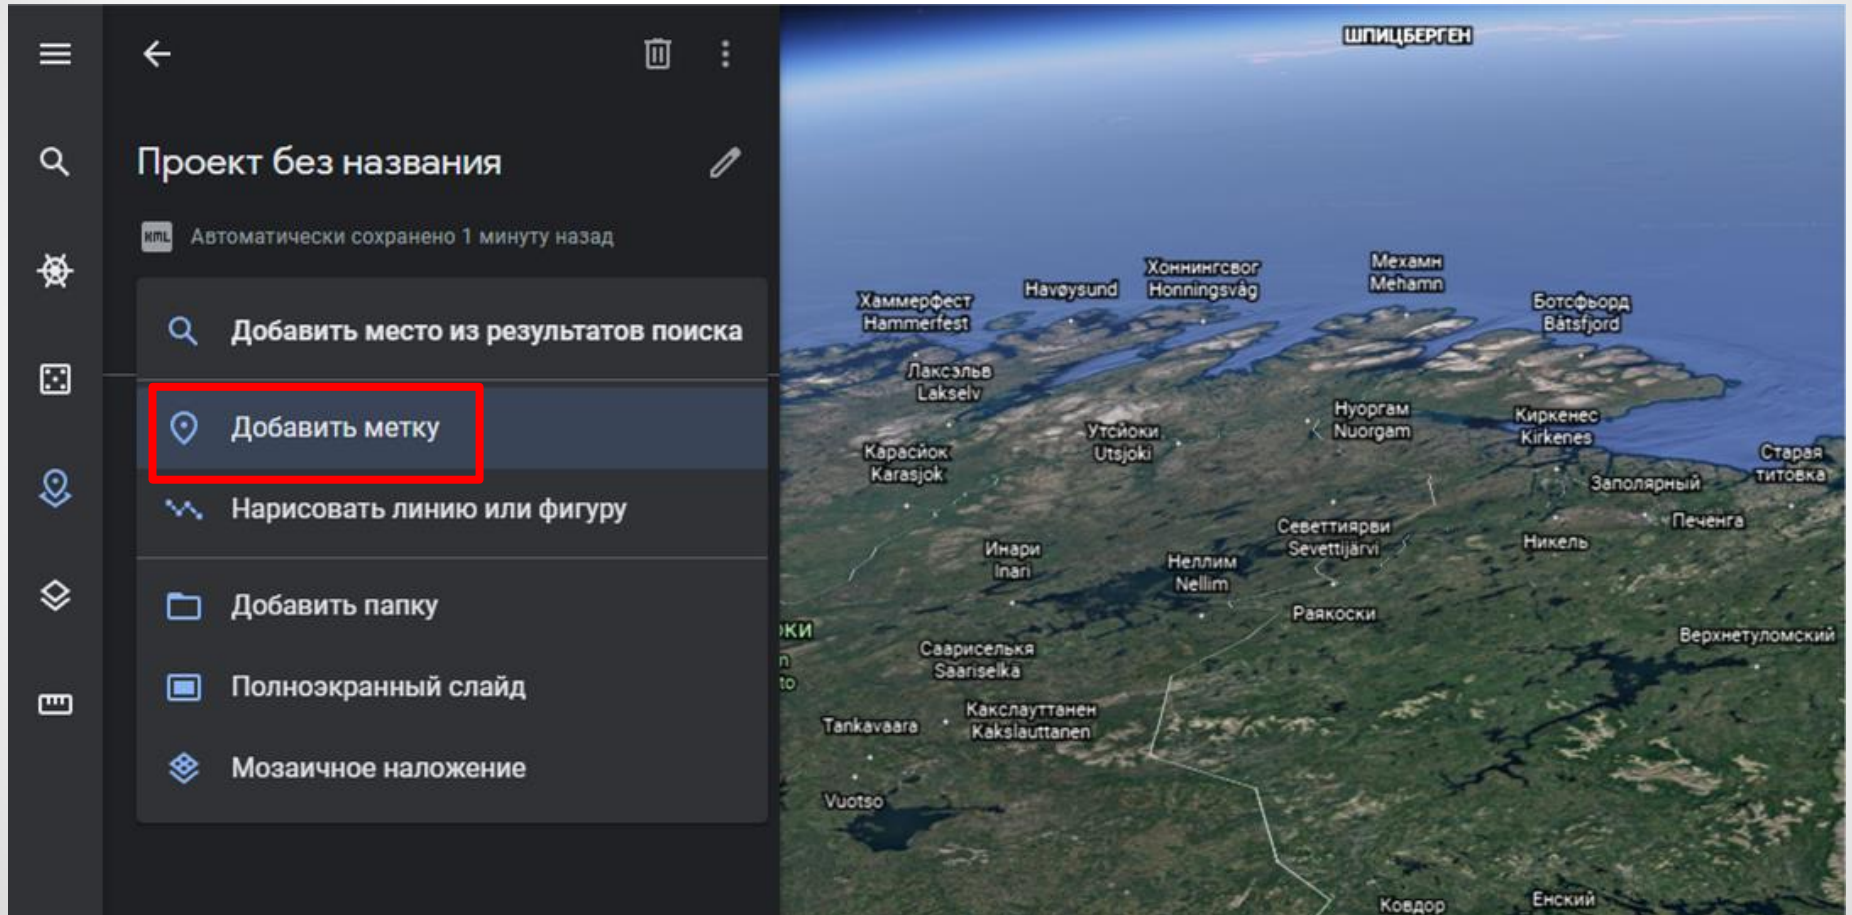 Проект без названия
KML Автоматически сохранено 1 минуту назад
Добавить место из результатов поиска
Добавить метку
Нарисовать линию или фигуру
Добавить папку
Полноэкранный слайд
Мозаичное наложение
ШПИЦБЕРГЕН
Хаммерфест
Hammerfest
Havøysund
Хоннингсвог
Honningsvåg
Мехамн
Mehamn
Ботсфьорд
Båtsfjord
Лаксэльв
Lakselv
Карасйок
Karasjok
Утсйоки
Utsjoki
Нуоргам
Nuorgam
Киркенес
Kirkenes
Старая
титовка
Заполярный
Печенга
Никель
Севеттиярви
Sevettijärvi
Инари
Inari
Неллим
Nellim
Раякоски
Верхнетуломский
Саариселькя
Saariselkä
Какслауттанен
Kakslauttanen
Tankavaara
Vuotso
Ковдор
Енский